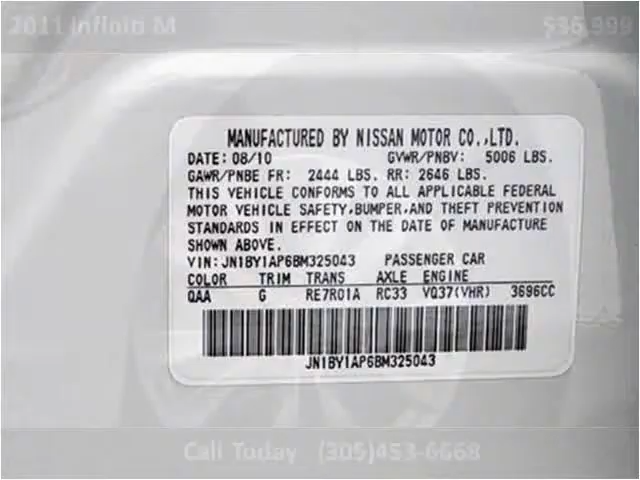 2011 Infiniti M $36,999
MANUFACTURED BY NISSAN MOTOR CO.,LTD.
DATE: 08/10 GVWR/PNBV: 5006 LBS.
GAWR/PNBE FR: 2444 LBS. RR: 2646 LBS.
THIS VEHICLE CONFORMS TO ALL APPLICABLE FEDERAL
MOTOR VEHICLE SAFETY,BUMPER,AND THEFT PREVENTION
STANDARDS IN EFFECT ON THE DATE OF MANUFACTURE
SHOWN ABOVE.
VIN: JN1BY1AP6BM325043 PASSENGER CAR
COLOR TRIM TRANS AXLE ENGINE
QAA G RE7R01A RC33 VQ37(VHR) 3696CC
JN1BY1AP6BM325043
Call Today (305)453-6668